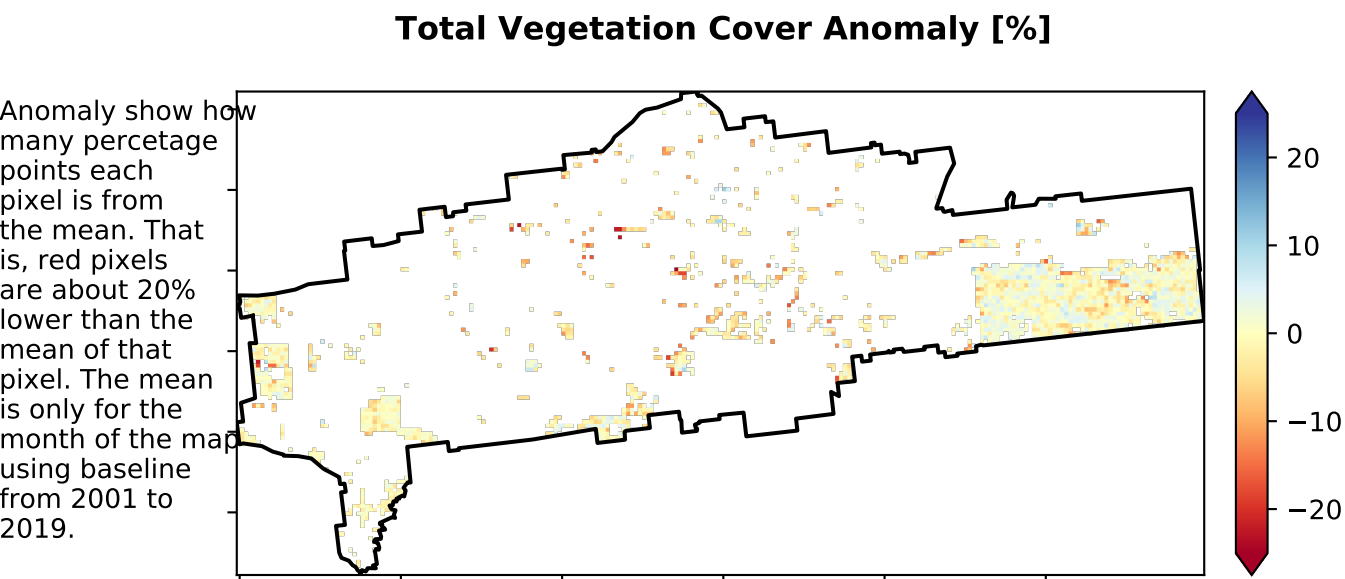 Total Vegetation Cover Anomaly [%]
Anomaly show how
many percetage
points each
pixel is from
the mean. That
is, red pixels
are about 20%
lower than the
mean of that
pixel. The mean
is only for the
month of the map
using baseline
from 2001 to
2019.
20
10
0
−10
−20